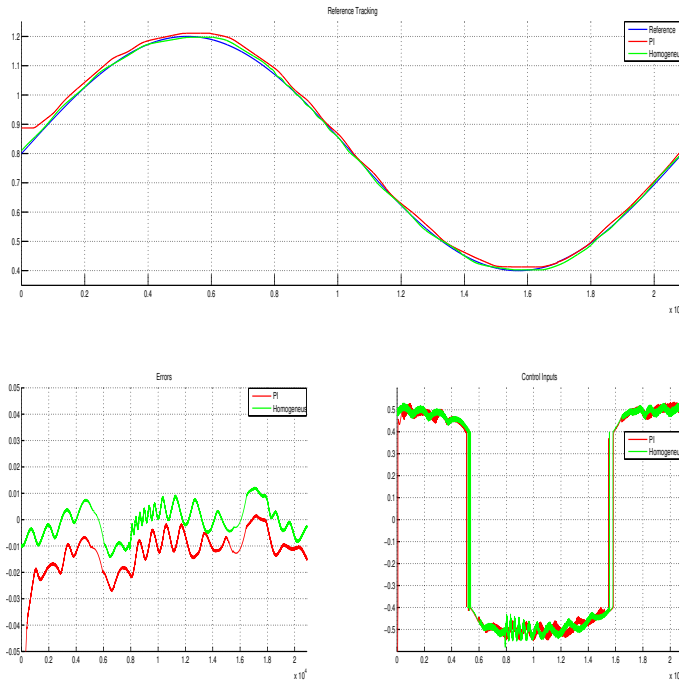 Reference Tracking
Reference
PI
Homogeneus
1.2
1
0.9
0.8
0.7
0.6
0.5
0.4
0 0.2 0.4 0.6 0.8 1 1.2 1.4 1.6 1.8 2
x 10
Errors
PI
Homogeneus
0.05
0.04
0.03
0.02
0.01
0
−0.01
−0.02
−0.03
−0.04
−0.05
0 0.2 0.4 0.6 0.8 1 1.2 1.4 1.6 1.8 2
x 10^4
Control Inputs
PI
Homogeneus
0.5
0.4
0.3
0.2
0.1
0
−0.1
−0.2
−0.3
−0.4
−0.5
0 0.2 0.4 0.6 0.8 1 1.2 1.4 1.6 1.8 2
x 10